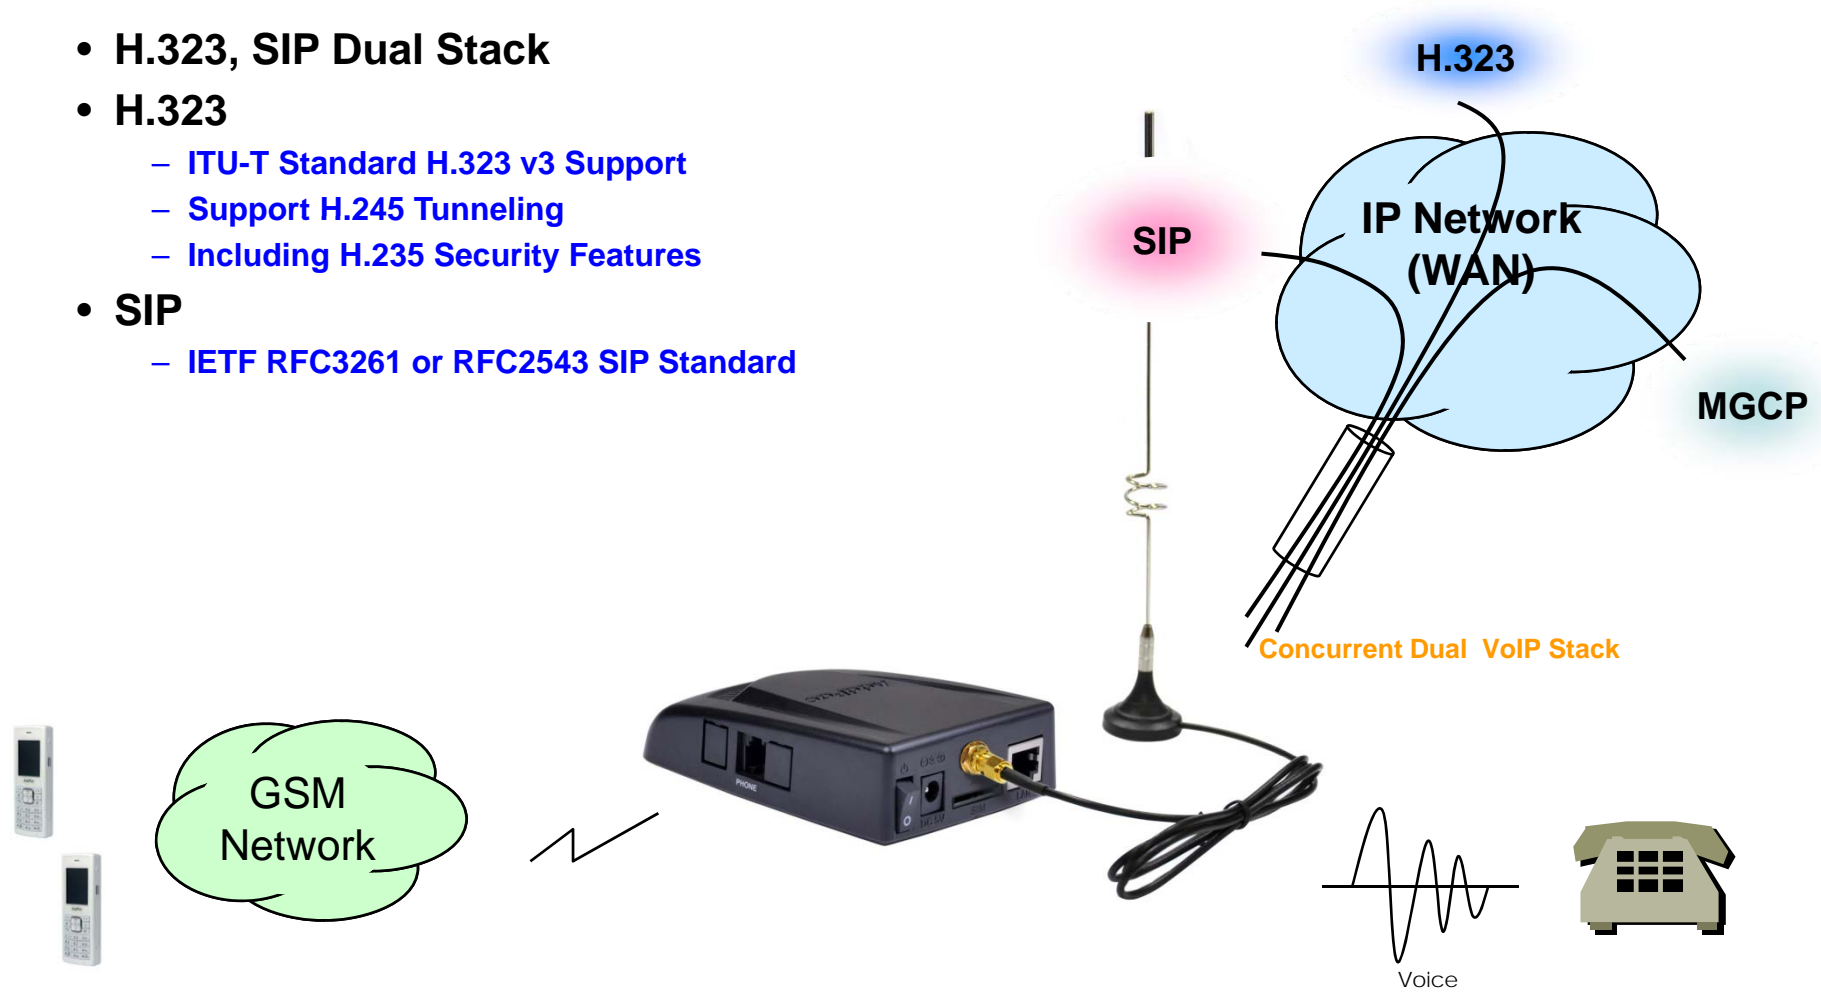 • H.323, SIP Dual Stack
• H.323
– ITU-T Standard H.323 v3 Support
– Support H.245 Tunneling
– Including H.235 Security Features
• SIP
– IETF RFC3261 or RFC2543 SIP Standard
H.323
SIP
IP Network
(WAN)
MGCP
Concurrent Dual VoIP Stack
PHONE
GSM
Network
Voice